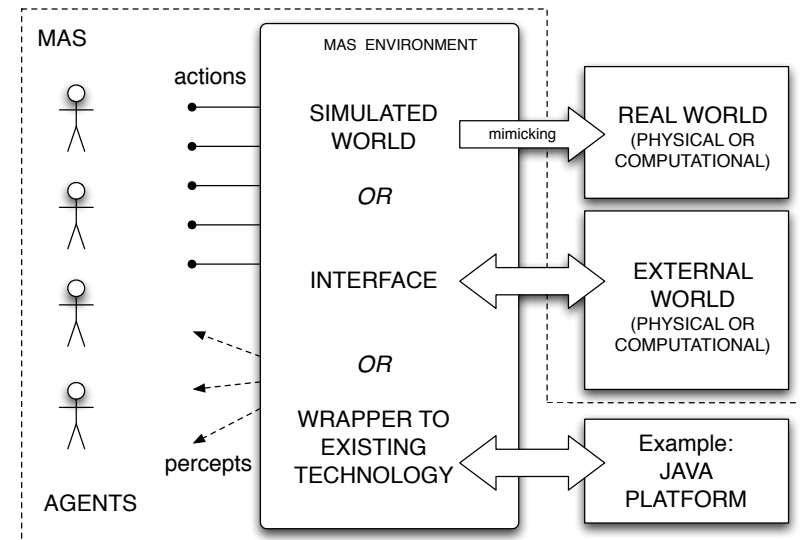 MAS
actions
percepts
AGENTS
MAS ENVIRONMENT
SIMULATED
WORLD
OR
INTERFACE
OR
WRAPPER TO
EXISTING
TECHNOLOGY
mimicking
REAL WORLD
(PHYSICAL OR
COMPUTATIONAL)
EXTERNAL
WORLD
(PHYSICAL OR
COMPUTATIONAL)
Example:
JAVA
PLATFORM